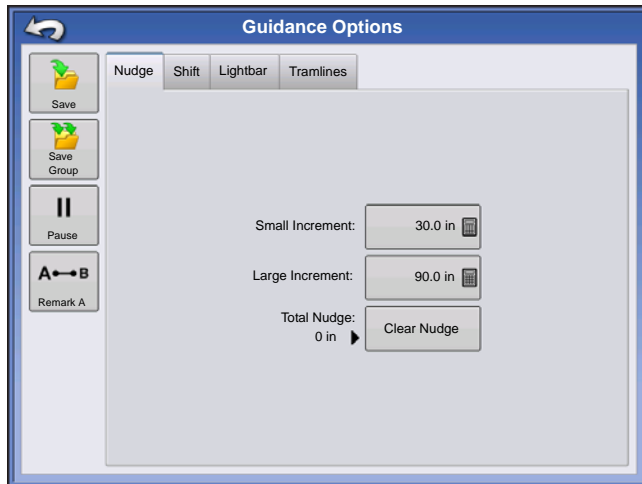 Guidance Options
Nudge Shift Lightbar Tramlines
Save
Save
Group
Pause
A B
Remark A
Small Increment: 30.0 in
Large Increment: 90.0 in
Total Nudge:
0 in
Clear Nudge